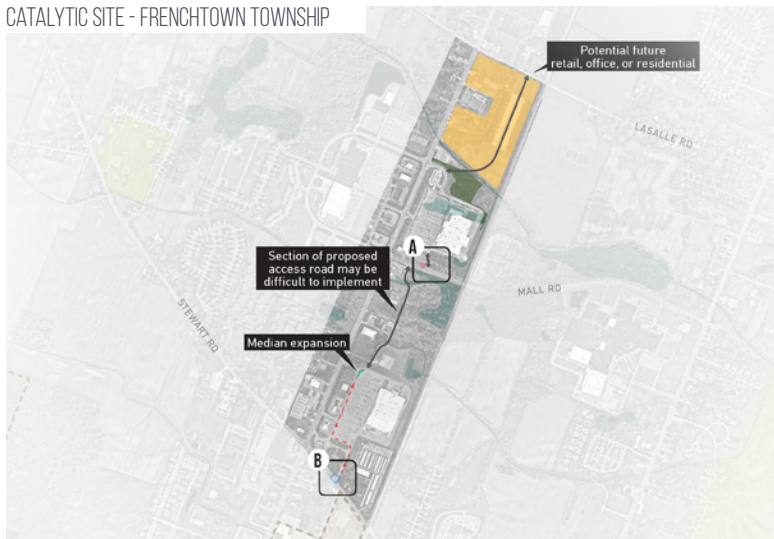 CATALYTIC SITE - FRENCHTOWN TOWNSHIP
Potential future
retail, office, or residential
LASALLE RD
A
Section of proposed
access road may be
difficult to implement
MALL RD
STEWART RD
Median expansion
B